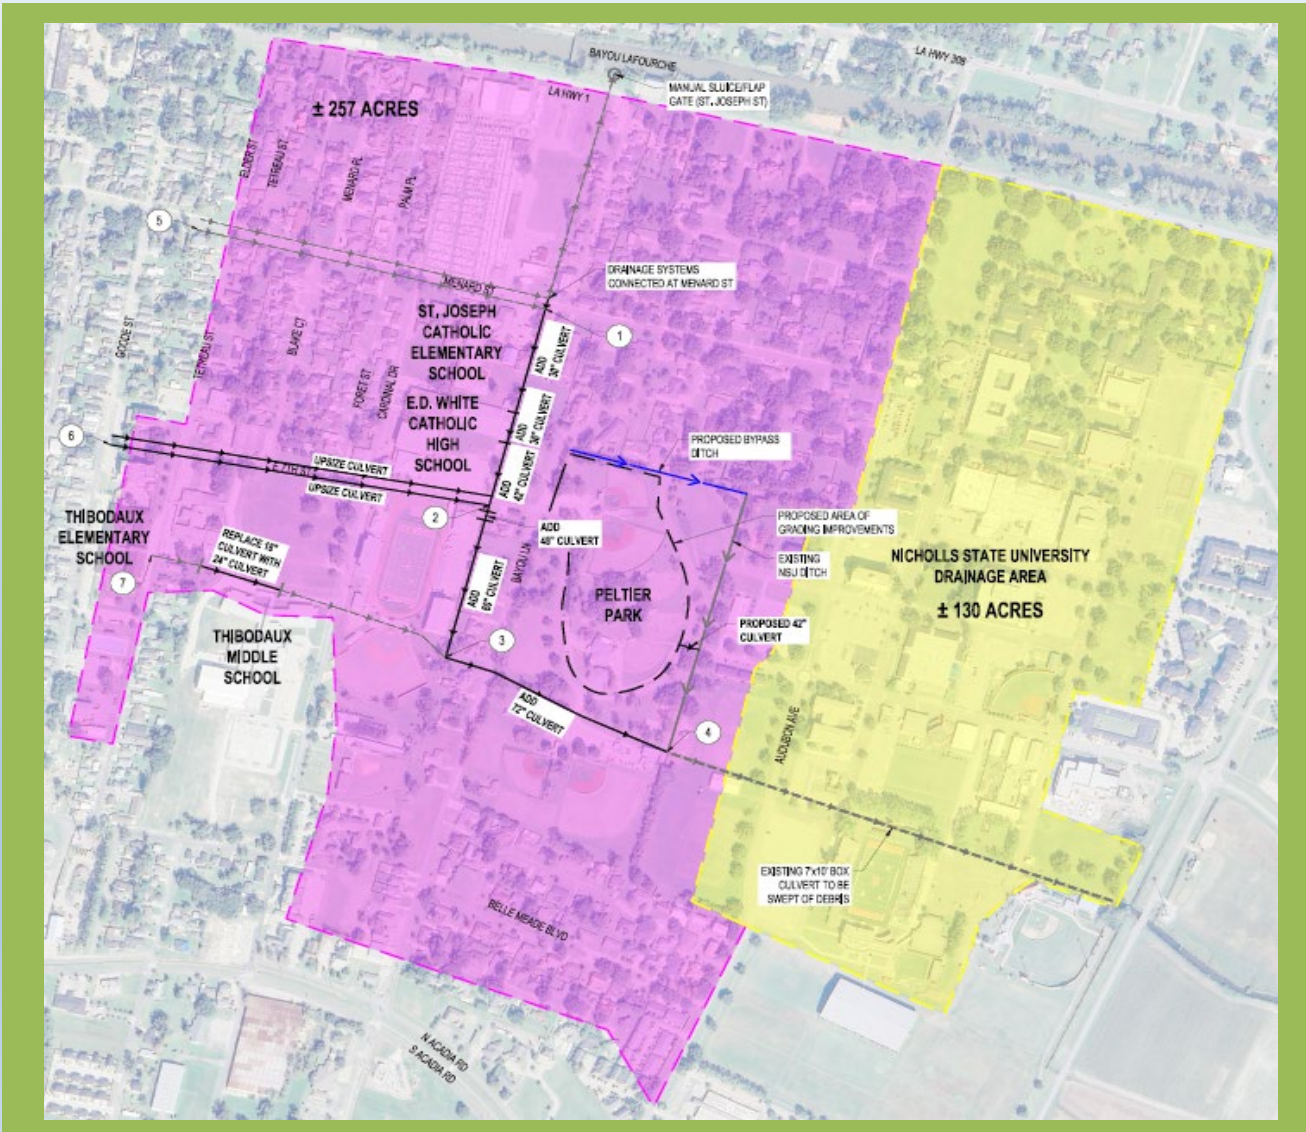 BAYOU LAFOURCHE
LA HWY 308
MANUAL SLUICE/FLAP
GATE (ST. JOSEPH ST)
LA HWY 1
± 257 ACRES
ELDER ST
TETREAU ST
MENARD PL
PALM PL
5
DRAINAGE SYSTEMS
CONNECTED AT MENARD ST
MENARD ST
ST. JOSEPH
CATHOLIC
ELEMENTARY
SCHOOL
1
GOODE ST
TETREAU ST
BLAKE CT
FORET ST
CARDINAL DR
ADD
36" CULVERT
E.D. WHITE
CATHOLIC
HIGH
SCHOOL
ADD
36" CULVERT
6
PROPOSED BYPASS
DITCH
E 7TH ST
UPSIZE CULVERT
UPSIZE CULVERT
ADD
42" CULVERT
2
THIBODAUX
ELEMENTARY
SCHOOL
REPLACE 18"
CULVERT WITH
24" CULVERT
ADD
48" CULVERT
BAYOU LN
PROPOSED AREA OF
GRADING IMPROVEMENTS
EXISTING
NSU DITCH
NICHOLLS STATE UNIVERSITY
DRAINAGE AREA
± 130 ACRES
7
ADD
60" CULVERT
PELTIER
PARK
PROPOSED 42"
CULVERT
THIBODAUX
MIDDLE
SCHOOL
3
ADD
72" CULVERT
4
AUDUBON AVE
EXISTING 7'x10' BOX
CULVERT TO BE
SWEPT OF DEBRIS
BELLE MEADE BLVD
N ACADIA RD
S ACADIA RD